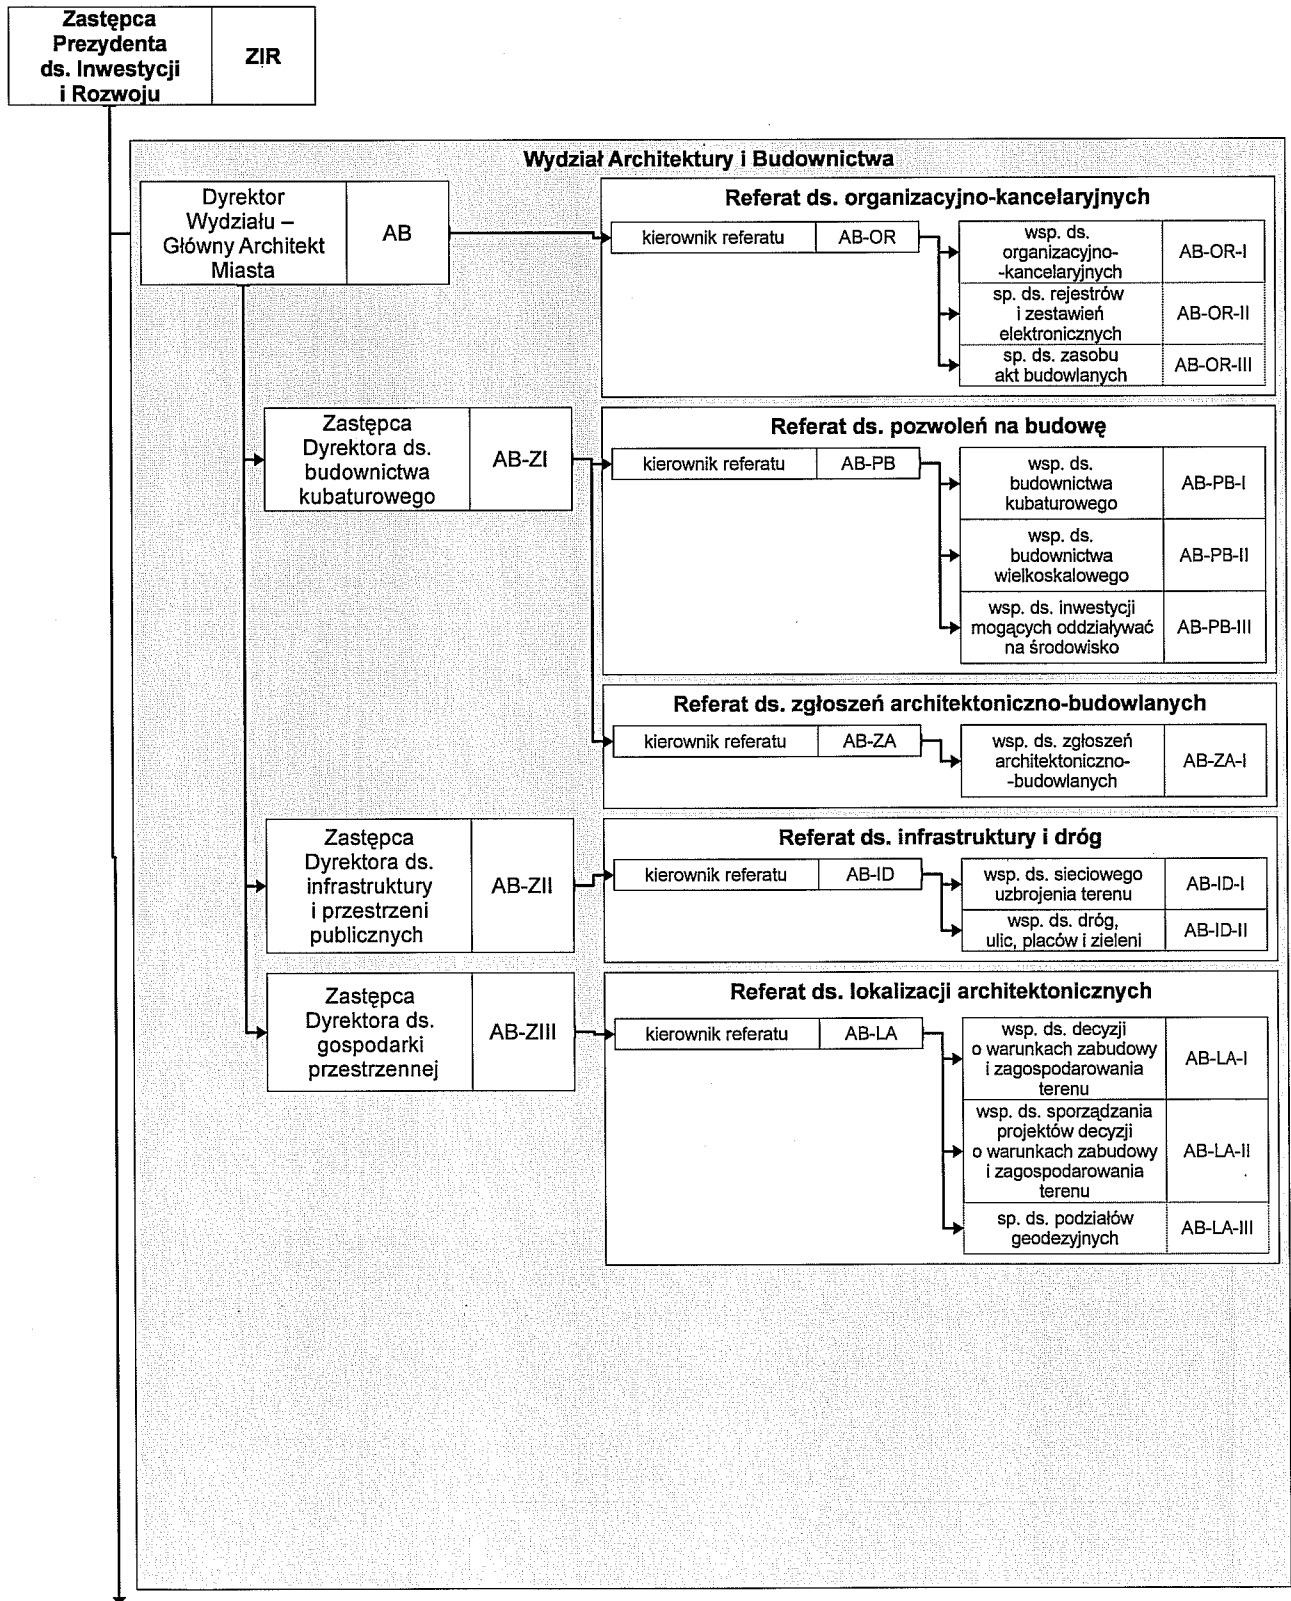 Zastępca
Prezydenta
ds. Inwestycji
i Rozwoju
ZIR
Wydział Architektury i Budownictwa
Dyrektor
Wydziału –
Główny Architekt
Miasta
AB
Referat ds. organizacyjno-kancelaryjnych
kierownik referatu
AB-OR
wsp. ds.
organizacyjno-
-kancelaryjnych
AB-OR-I
sp. ds. rejestrów
i zestawień
elektronicznych
AB-OR-II
sp. ds. zasobu
akt budowlanych
AB-OR-III
Zastępca
Dyrektora ds.
budownictwa
kubaturowego
AB-ZI
Referat ds. pozwoleń na budowę
kierownik referatu
AB-PB
wsp. ds.
budownictwa
kubaturowego
AB-PB-I
wsp. ds.
budownictwa
wielkoskalowego
AB-PB-II
wsp. ds. inwestycji
mogących oddziaływać
na środowisko
AB-PB-III
Referat ds. zgłoszeń architektoniczno-budowlanych
kierownik referatu
AB-ZA
wsp. ds. zgłoszeń
architektoniczno-
-budowlanych
AB-ZA-I
Zastępca
Dyrektora ds.
infrastruktury
i przestrzeni
publicznych
AB-ZII
Referat ds. infrastruktury i dróg
kierownik referatu
AB-ID
wsp. ds. sieciowego
uzbrojenia terenu
AB-ID-I
wsp. ds. dróg,
ulic, placów i zieleni
AB-ID-II
Zastępca
Dyrektora ds.
gospodarki
przestrzennej
AB-ZIII
Referat ds. lokalizacji architektonicznych
kierownik referatu
AB-LA
wsp. ds. decyzji
o warunkach zabudowy
i zagospodarowania
terenu
AB-LA-I
wsp. ds. sporządzania
projektów decyzji
o warunkach zabudowy
i zagospodarowania
terenu
AB-LA-II
sp. ds. podziałów
geodezyjnych
AB-LA-III